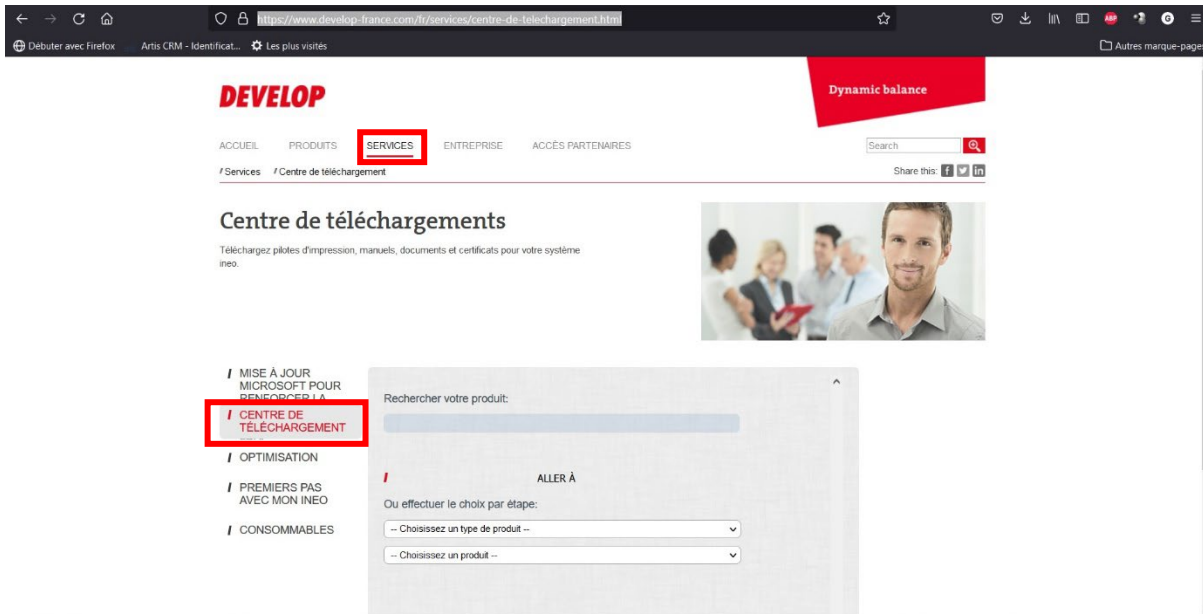 https://www.develop-france.com/fr/services/centre-de-telechargement.html
ABP
G
Débuter avec Firefox
Artis CRM - Identificat...
Les plus visités
Autres marque-pages
DEVELOP
Dynamic balance
ACCUEIL PRODUITS SERVICES ENTREPRISE ACCÈS PARTENAIRES
Search
/ Services / Centre de téléchargement
Share this: f in
Centre de téléchargements
Téléchargez pilotes d'impression, manuels, documents et certificats pour votre système
ineo.
/ MISE À JOUR
MICROSOFT POUR
RENFORCER LA
/ CENTRE DE
TÉLÉCHARGEMENT
/ OPTIMISATION
/ PREMIERS PAS
AVEC MON INEO
/ CONSOMMABLES
Rechercher votre produit:
/ ALLER À
Ou effectuer le choix par étape:
-- Choisissez un type de produit --
-- Choisissez un produit --